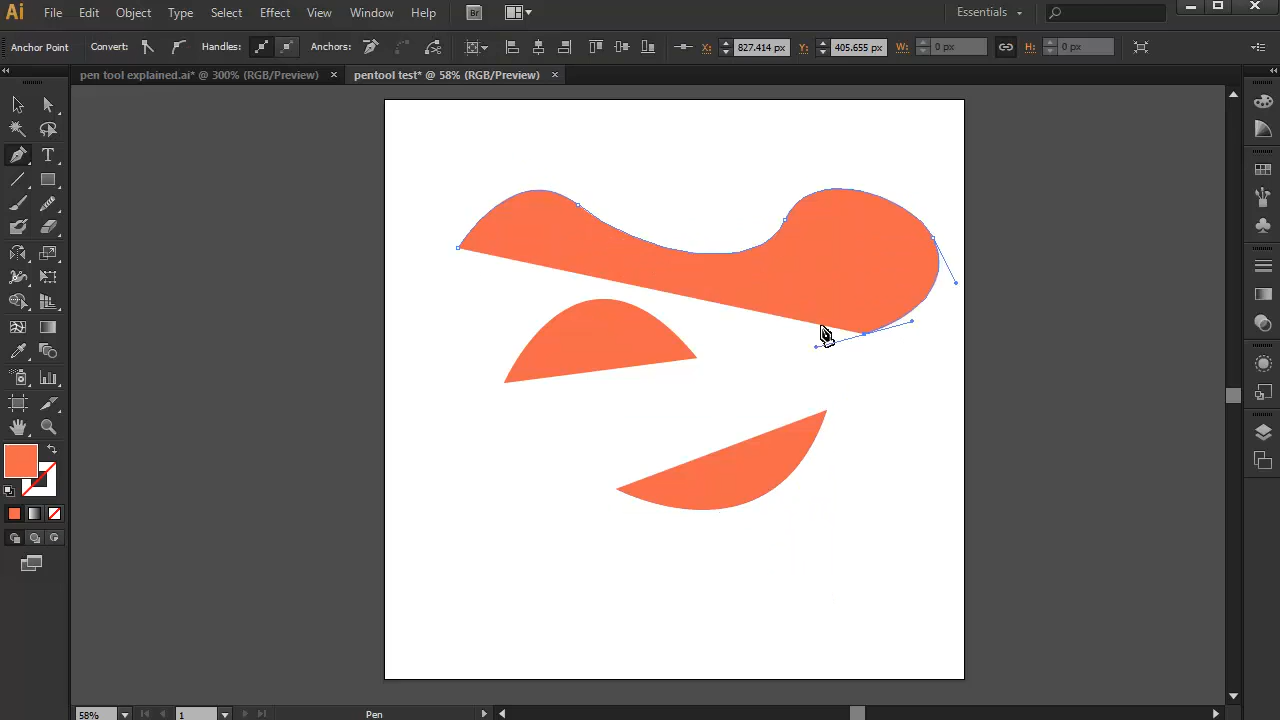 Ai File Edit Object Type Select Effect View Window Help Br Essentials
Anchor Point Convert: Handles: Anchors: X: 827.414 px Y: 405.655 px W: 0 px H: 0 px
pen tool explained.ai* @ 300% (RGB/Preview) × pentool test* @ 58% (RGB/Preview) ×
T
58% 1 Pen